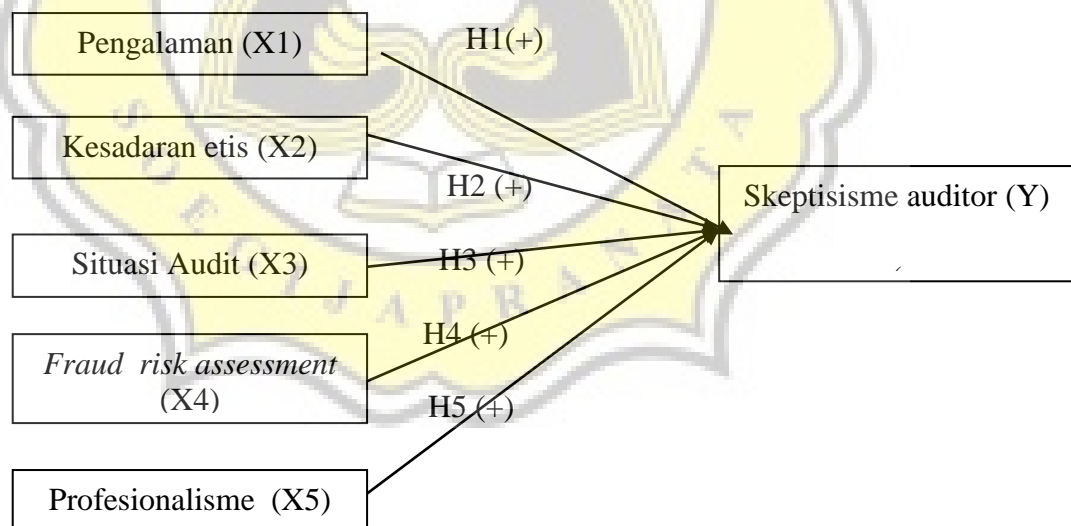 Pengalaman (X1)
H1(+)
Kesadaran etis (X2)
H2 (+)
Skeptisisme auditor (Y)
Situasi Audit (X3)
H3 (+)
Fraud risk assessment
(X4)
H4 (+)
H5 (+)
Profesionalisme (X5)
SOEGIJAPRANATA